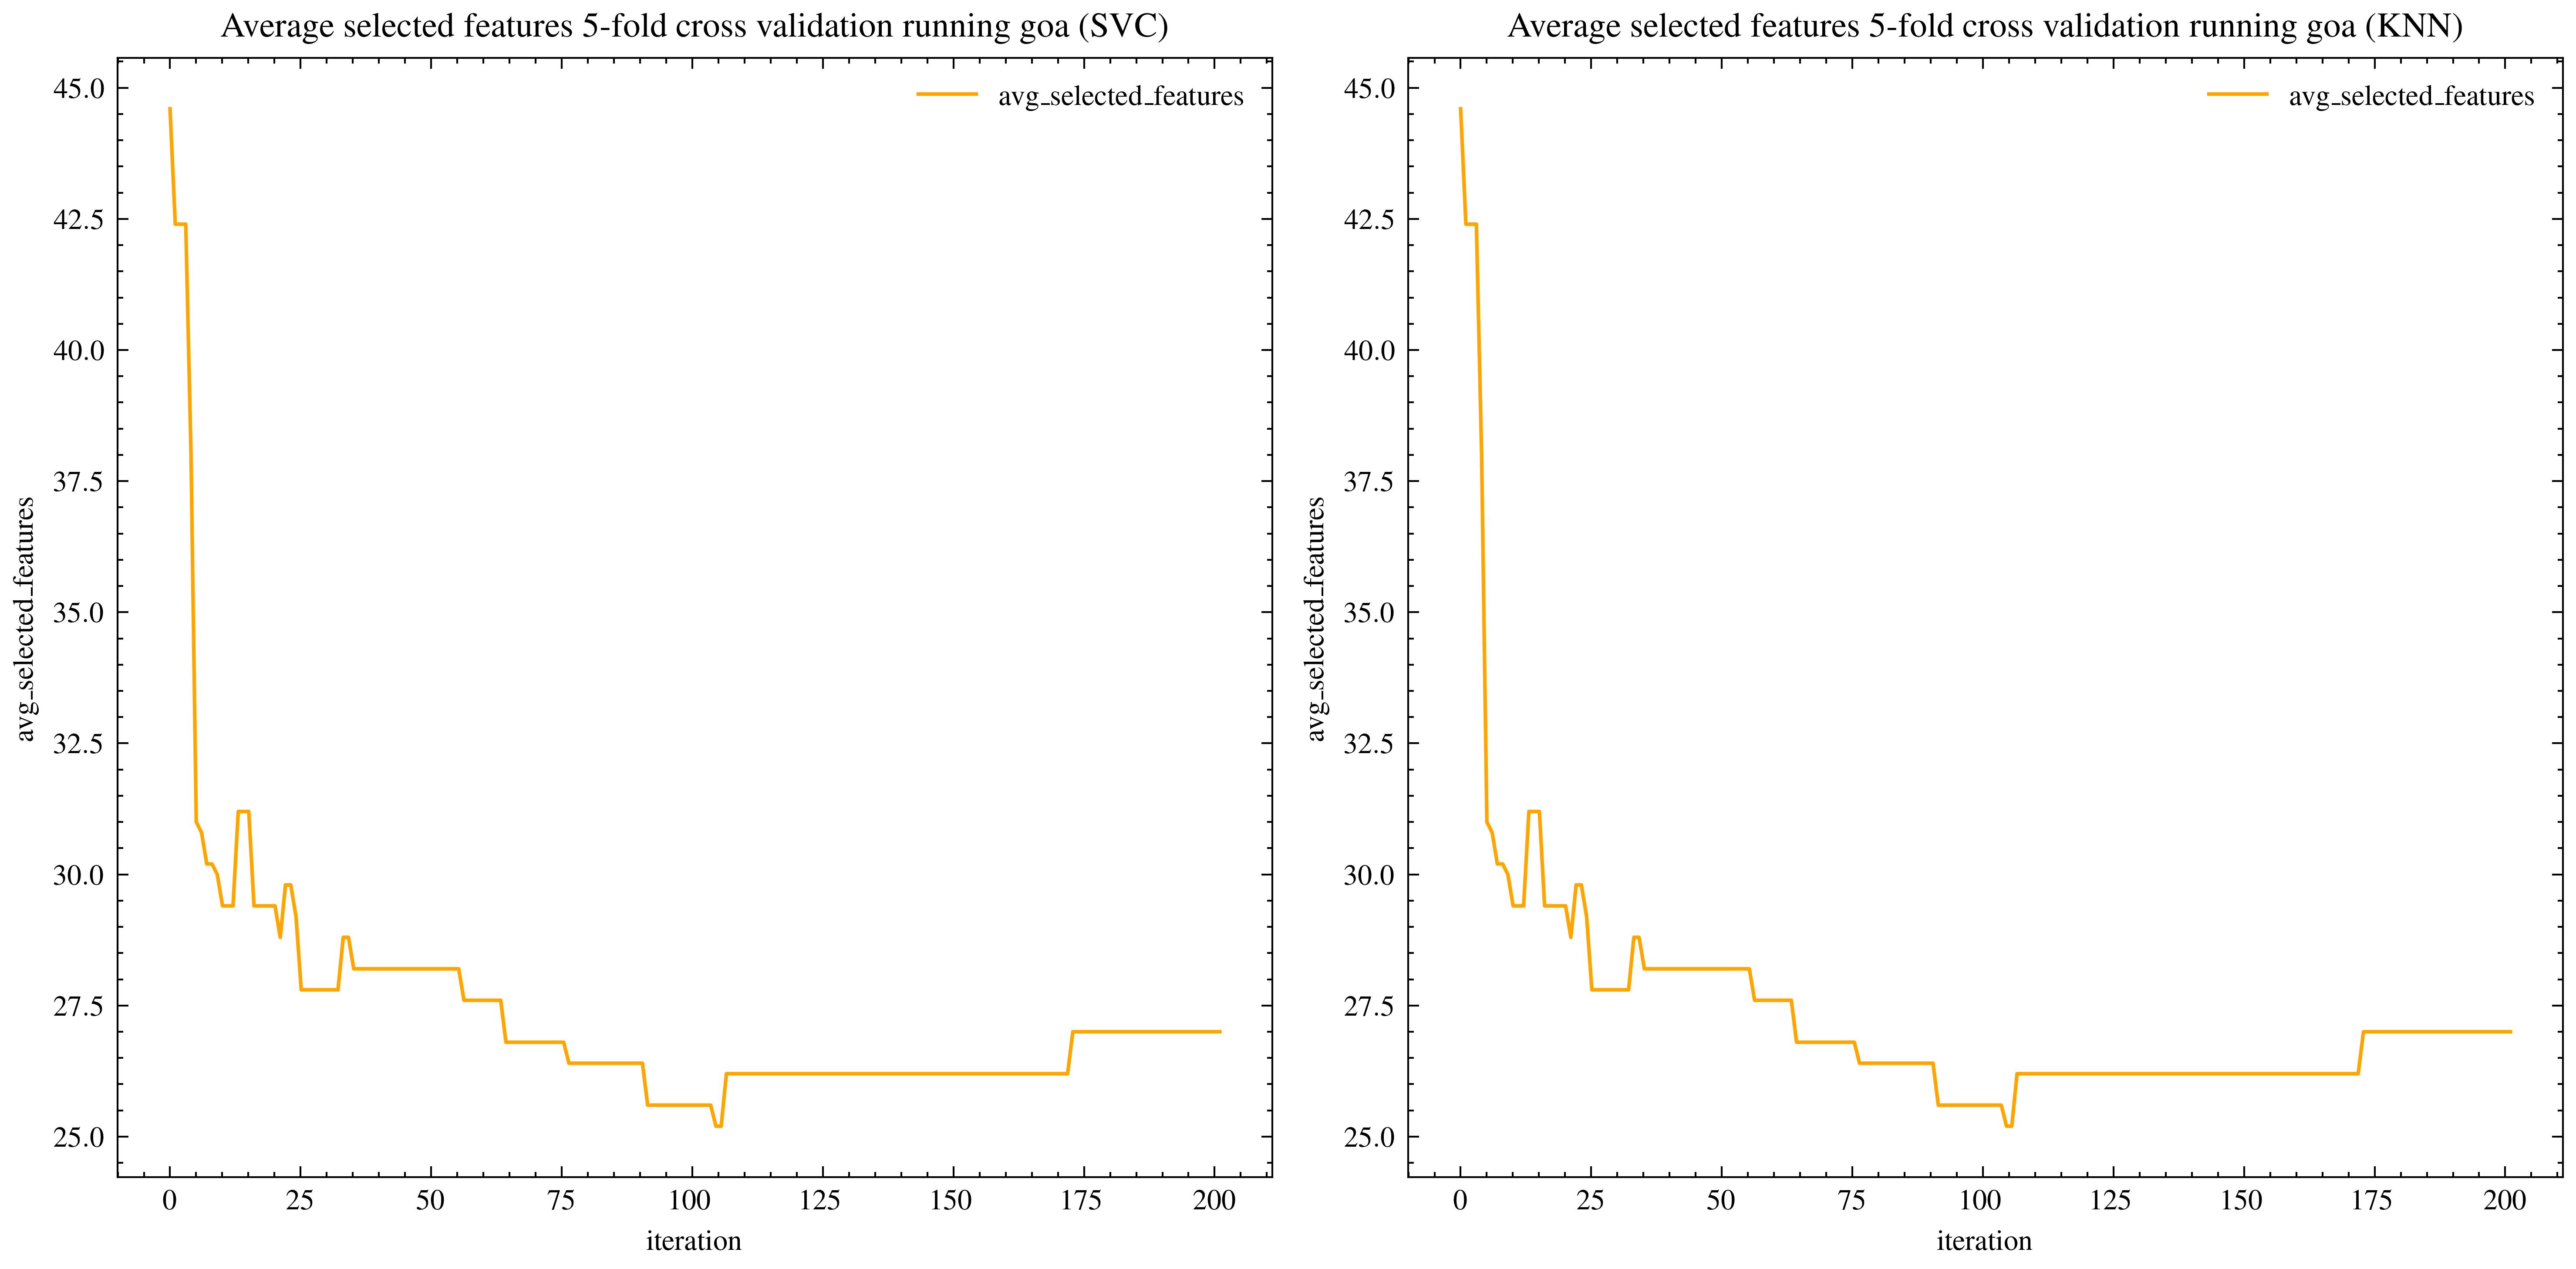 Average selected features 5-fold cross validation running goa (SVC)
avg_selected_features
45.0
42.5
40.0
37.5
35.0
32.5
30.0
27.5
25.0
avg_selected_features
0 25 50 75 100 125 150 175 200
iteration
Average selected features 5-fold cross validation running goa (KNN)
avg_selected_features
45.0
42.5
40.0
37.5
35.0
32.5
30.0
27.5
25.0
avg_selected_features
0 25 50 75 100 125 150 175 200
iteration